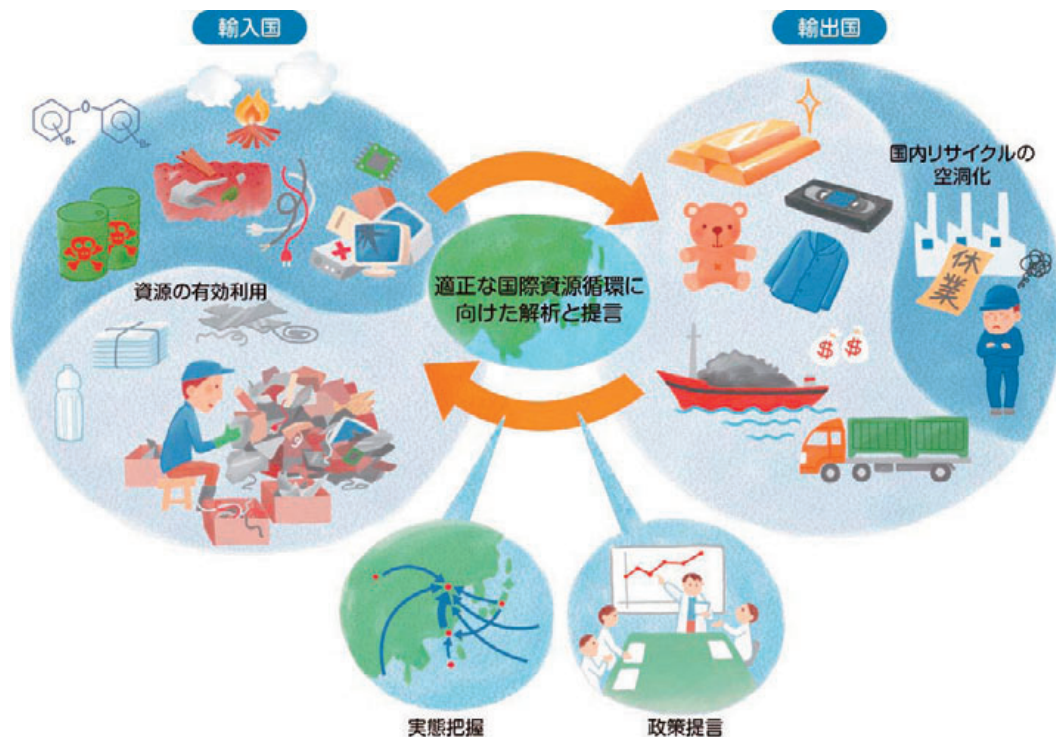 輸入国
輸出国
Br
O
Br
国内リサイクルの
空洞化
休業
資源の有効利用
適正な国際資源循環に
向けた解析と提言
$ $
実態把握
政策提言